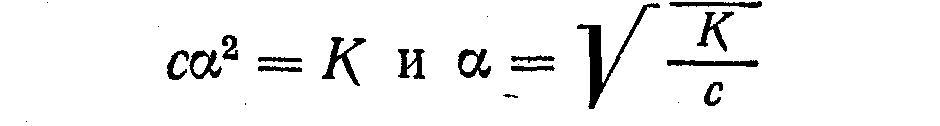 cα² = K и α = √(K/c)